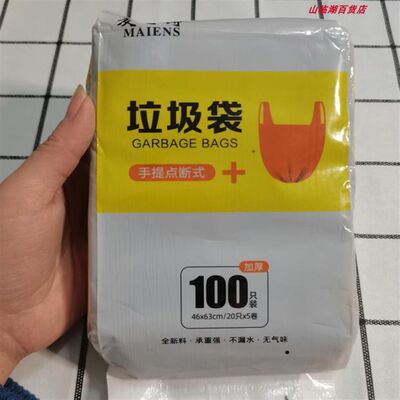 山临湖百货店
MAIENS
垃圾袋
GARBAGE BAGS
手提点断式
加厚
100只装
46x63cm/20只x5卷
全新料·承重强·不漏水·无气味